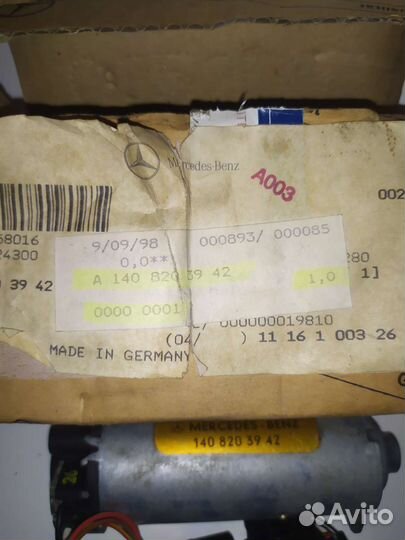 Mercedes-Benz
A003
002
68016
24300
0 39 42
9/09/98 000893/ 000085
0,0**
280
A 140 820 39 42 1,0
1]
0000 0001
000000019810
(04/ ) 11 16 1 003 26
MADE IN GERMANY
MERCEDES-BENZ
140 820 39 42
Avito